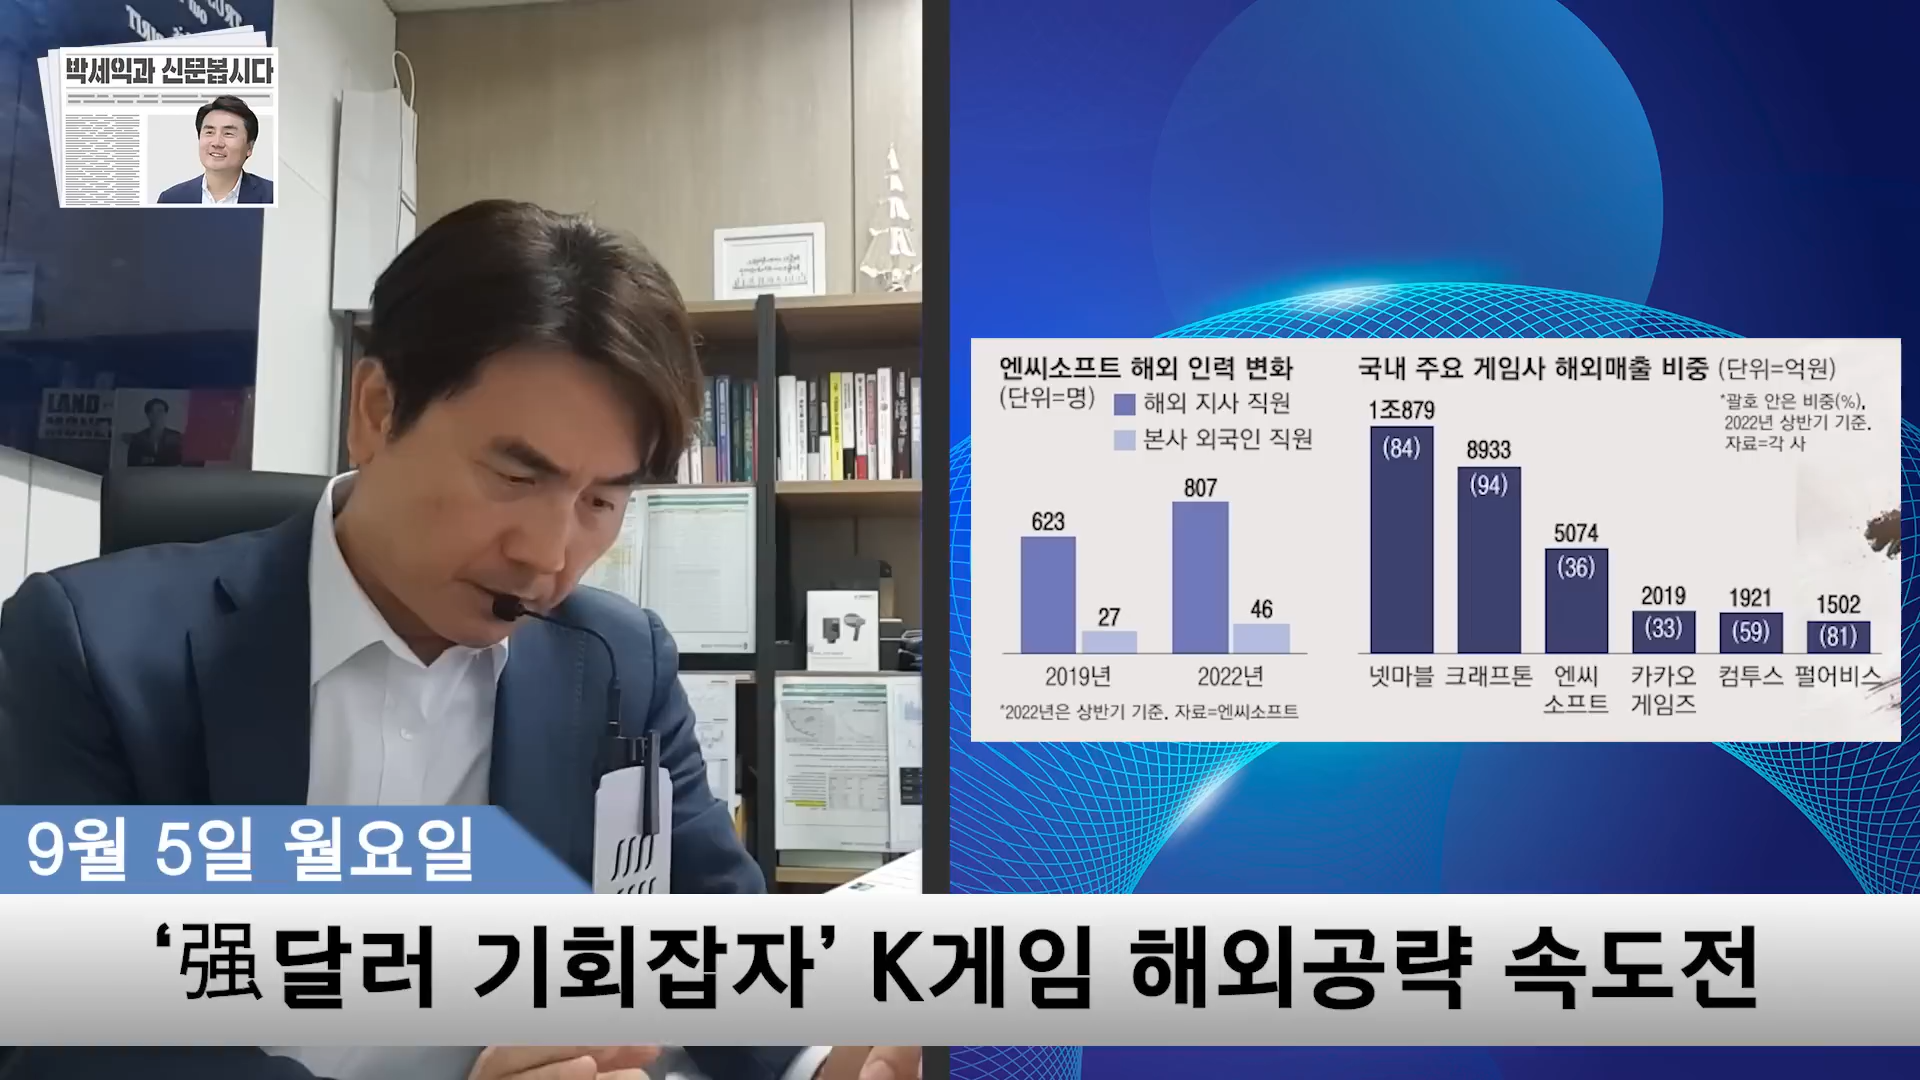 박세익과 신문봅시다
LAND
엔씨소프트 해외 인력 변화
(단위=명)
해외 지사 직원
본사 외국인 직원
623
27
807
46
2019년
2022년
*2022년은 상반기 기준. 자료=엔씨소프트
국내 주요 게임사 해외매출 비중 (단위=억원)
*괄호 안은 비중(%),
2022년 상반기 기준.
자료=각 사
1조879
(84)
8933
(94)
5074
(36)
2019
(33)
1921
(59)
1502
(81)
넷마블
크래프톤
엔씨
소프트
카카오
게임즈
컴투스
펄어비스
9월 5일 월요일
‘强달러 기회잡자’ K게임 해외공략 속도전